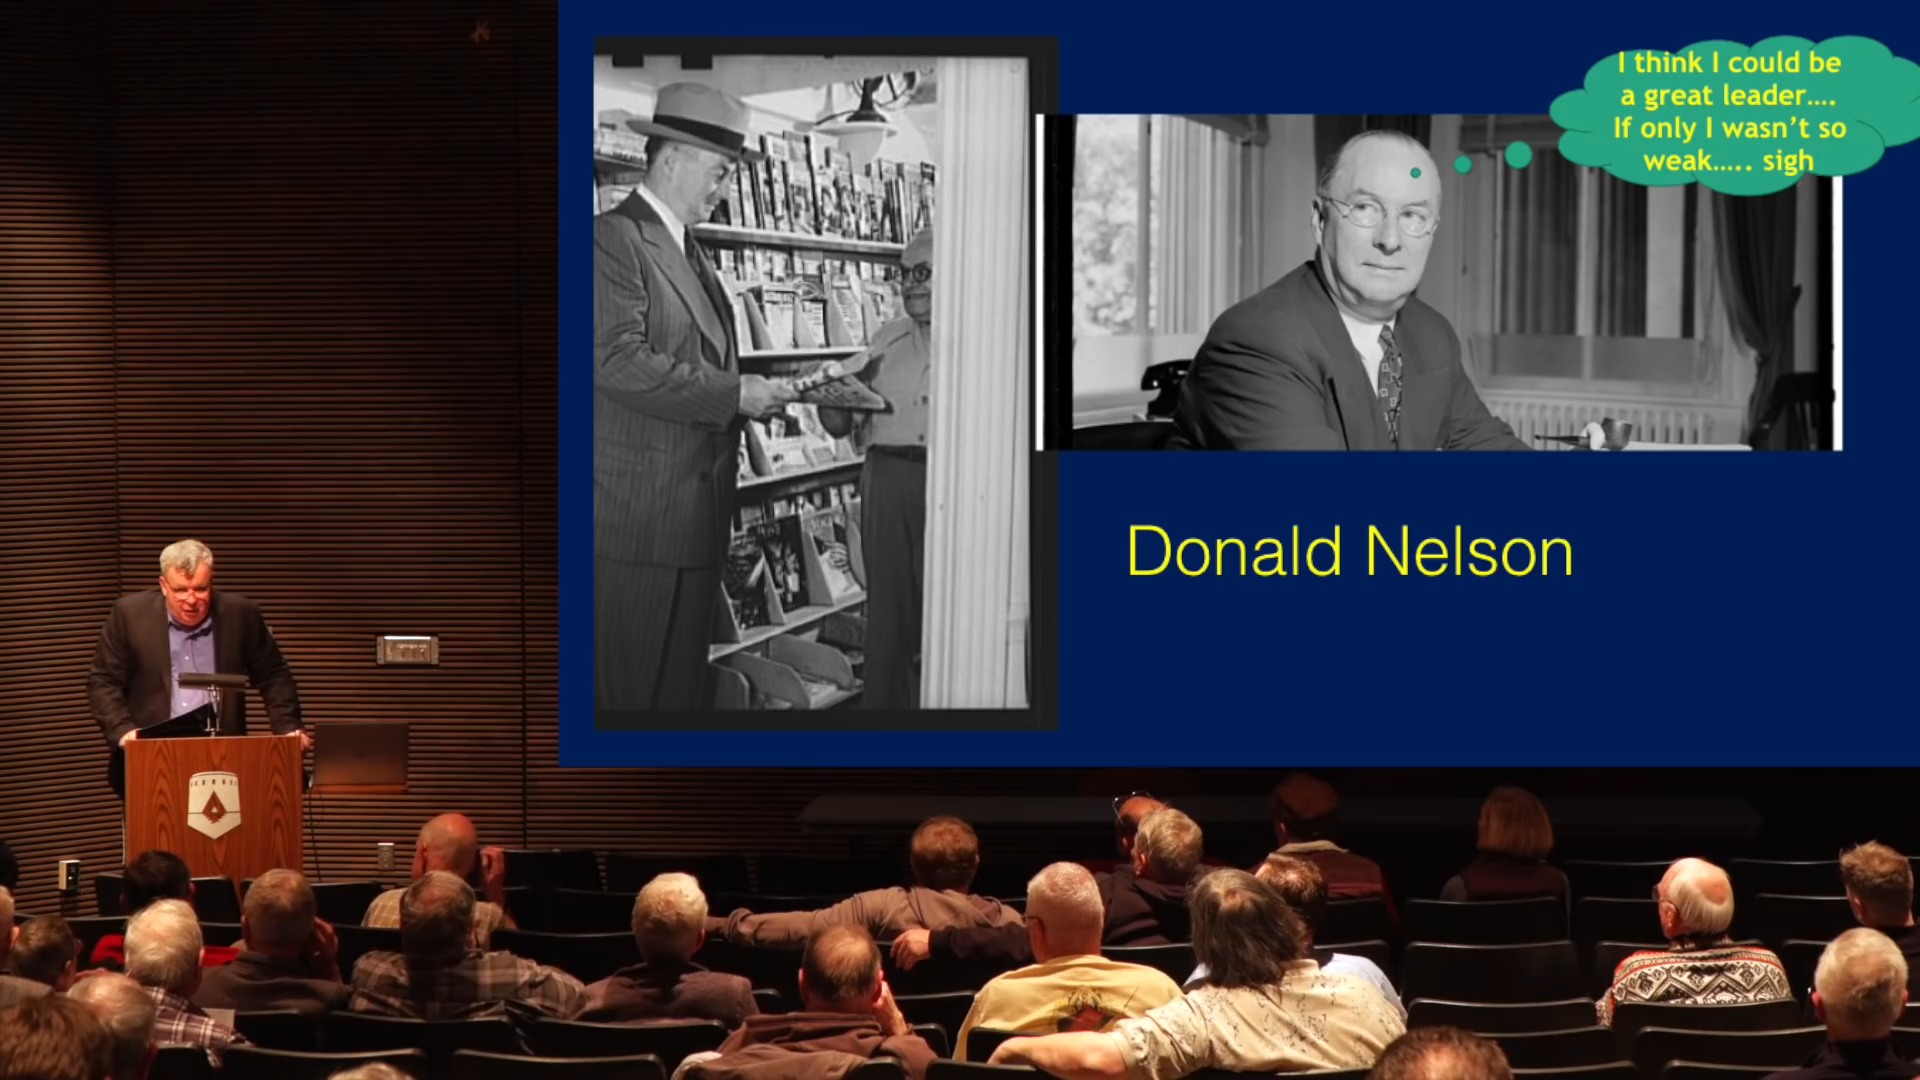 I think I could be
a great leader....
If only I wasn't so
weak..... sigh
Donald Nelson